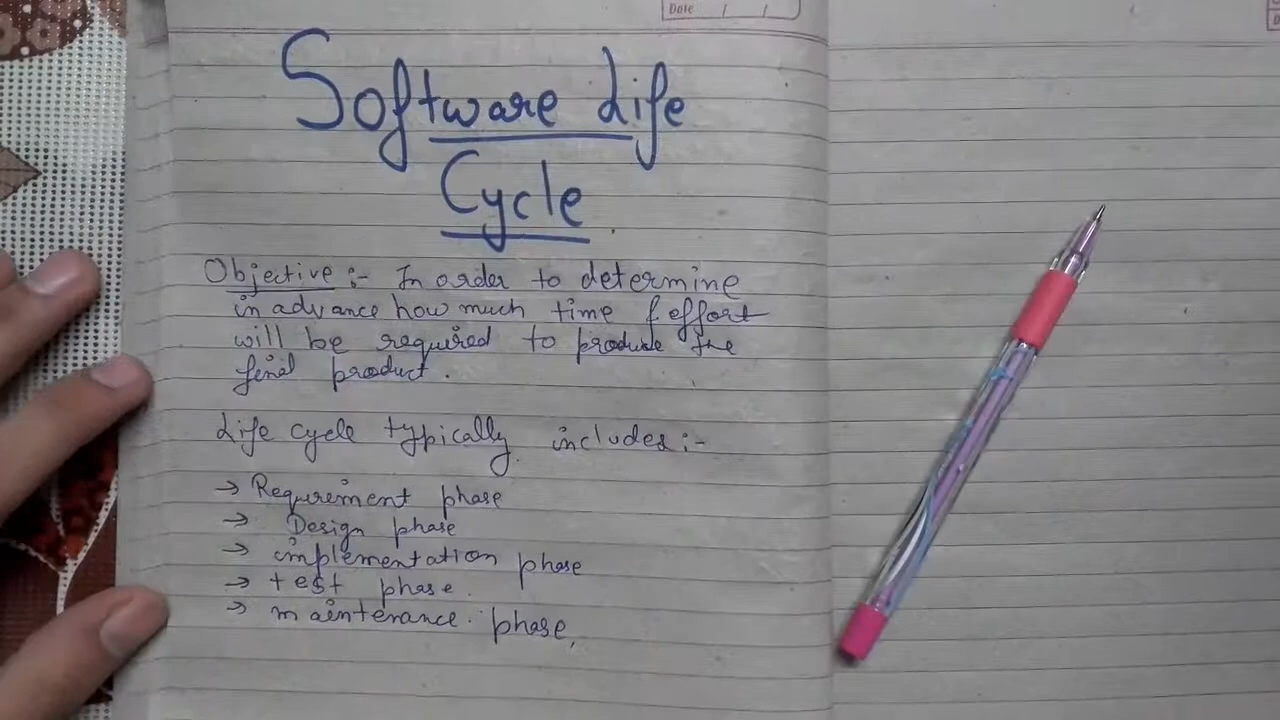 Date / /
Software Life
Cycle
Objective :- In order to determine
in advance how much time & effort
will be required to produce the
final product.
Life cycle typically includes :-
→ Requirement phase
→ Design phase
→ implementation phase
→ test phase.
→ maintenance. phase,